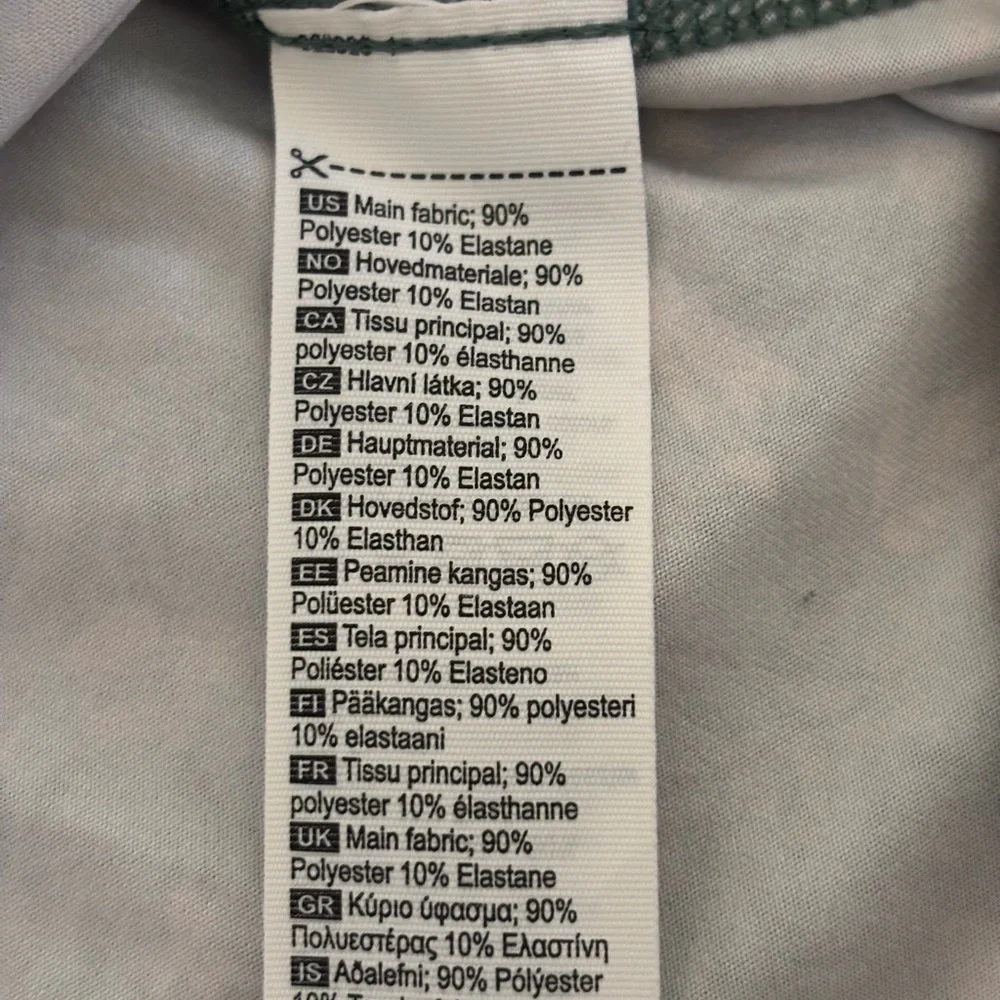 US Main fabric; 90%
Polyester 10% Elastane
NO Hovedmateriale; 90%
Polyester 10% Elastan
CA Tissu principal; 90%
polyester 10% élasthanne
CZ Hlavní látka; 90%
Polyester 10% Elastan
DE Hauptmaterial; 90%
Polyester 10% Elastan
DK Hovedstof; 90% Polyester
10% Elasthan
EE Peamine kangas; 90%
Polüester 10% Elastaan
ES Tela principal; 90%
Poliéster 10% Elasteno
FI Pääkangas; 90% polyesteri
10% elastaani
FR Tissu principal; 90%
polyester 10% élasthanne
UK Main fabric; 90%
Polyester 10% Elastane
GR Κύριο ύφασμα; 90%
Πολυεστέρας 10% Ελαστίνη
IS Aðalefni; 90% Pólýester
10%